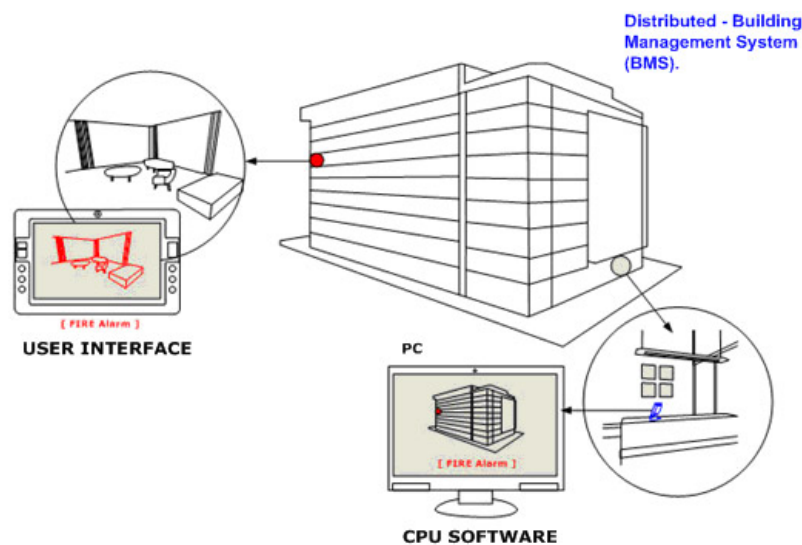 Distributed - Building
Management System
(BMS).
[ FIRE Alarm ]
USER INTERFACE
PC
[ FIRE Alarm ]
CPU SOFTWARE